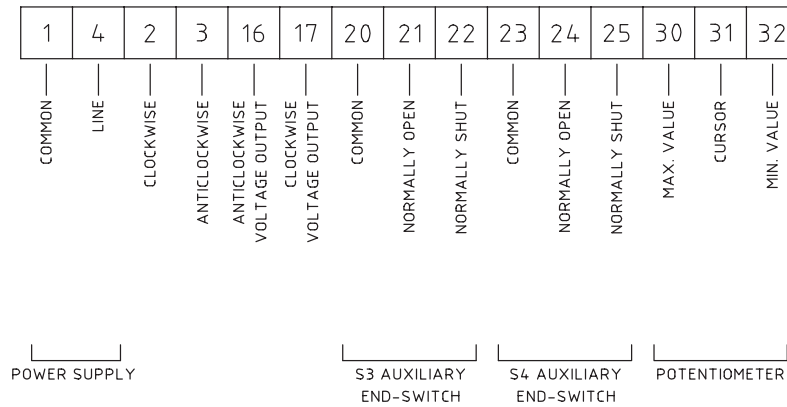 1 4 2 3 16 17 20 21 22 23 24 25 30 31 32
COMMON
LINE
CLOCKWISE
ANTICLOCKWISE
ANTICLOCKWISE
VOLTAGE OUTPUT
CLOCKWISE
VOLTAGE OUTPUT
COMMON
NORMALLY OPEN
NORMALLY SHUT
COMMON
NORMALLY OPEN
NORMALLY SHUT
MAX. VALUE
CURSOR
MIN. VALUE
POWER SUPPLY
S3 AUXILIARY
END-SWITCH
S4 AUXILIARY
END-SWITCH
POTENTIOMETER